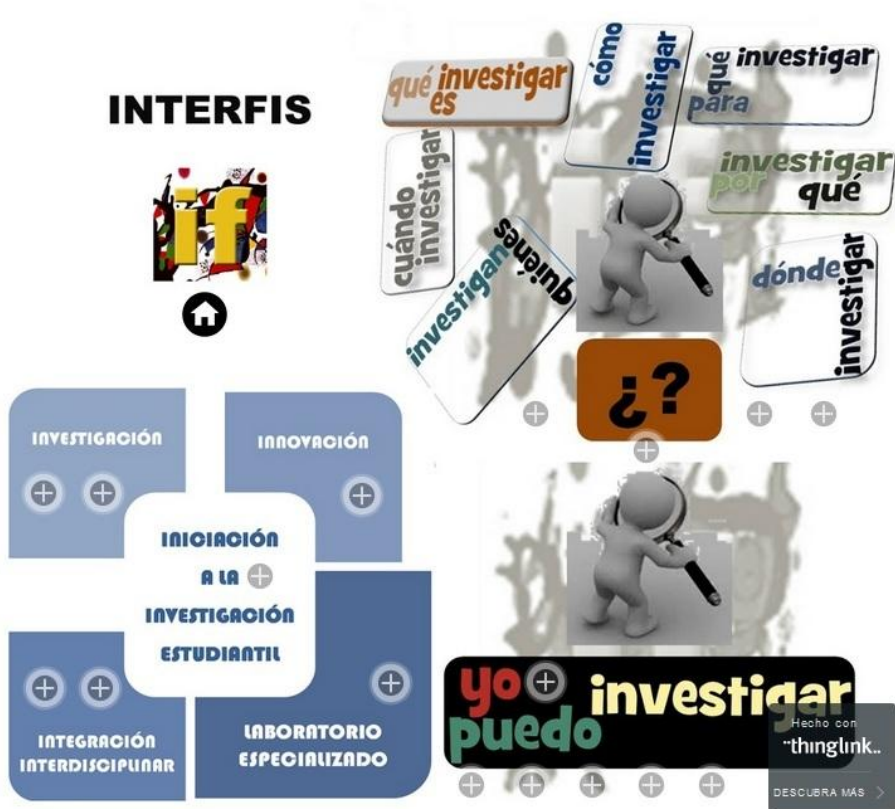 INTERFIS
if
qué investigar
es
cómo
investigar
qué investigar
para
cuándo
investigar
investigar
por
qué
quiénes
investigan
dónde
investigar
¿?
INVESTIGACIÓN
INNOVACIÓN
INICIACIÓN
A LA
INVESTIGACIÓN
ESTUDIANTIL
INTEGRACIÓN
INTERDISCIPLINAR
LABORATORIO
ESPECIALIZADO
yo
puedo
investigar
Hecho con
thinglink..
DESCUBRA MÁS